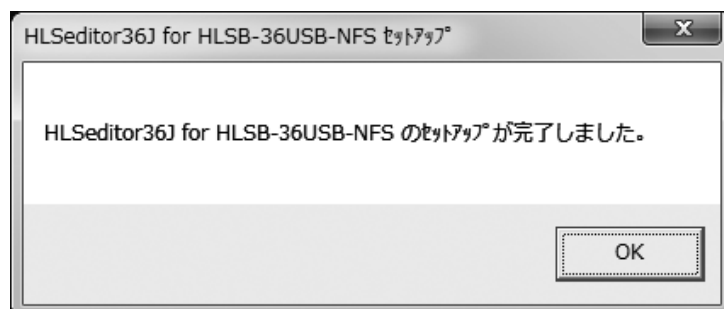 HLSeditor36J for HLSB-36USB-NFS ｾｯﾄｱｯﾌﾟ
HLSeditor36J for HLSB-36USB-NFS のｾｯﾄｱｯﾌﾟが完了しました。
OK